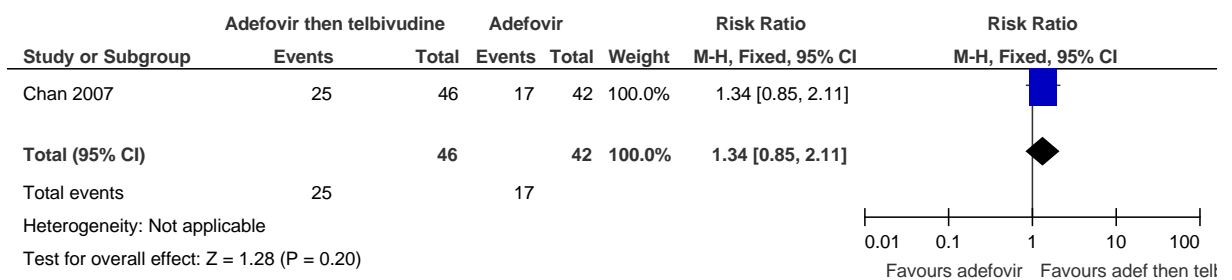 Adefovir then telbivudine Adefovir Risk Ratio Risk Ratio
Study or Subgroup Events Total Events Total Weight M-H, Fixed, 95% CI M-H, Fixed, 95% CI
Chan 2007 25 46 17 42 100.0% 1.34 [0.85, 2.11]
Total (95% CI) 46 42 100.0% 1.34 [0.85, 2.11]
Total events 25 17
Heterogeneity: Not applicable
Test for overall effect: Z = 1.28 (P = 0.20)
0.01 0.1 1 10 100
Favours adefovir Favours adef then telb